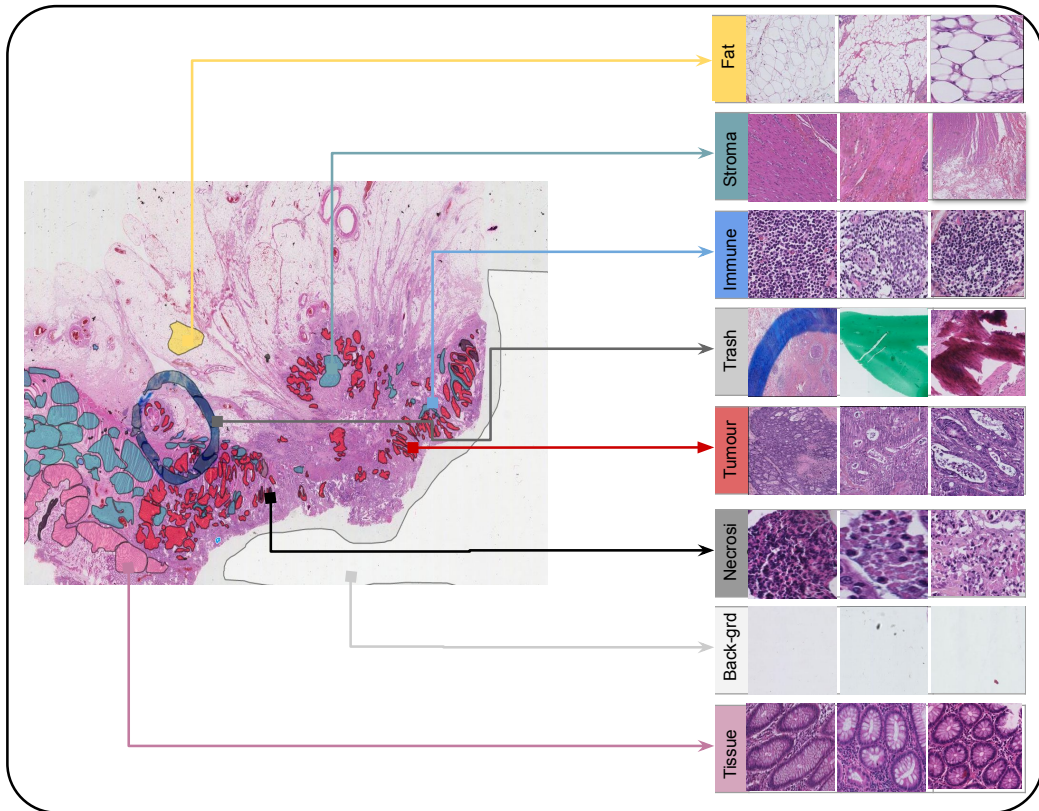 Fat
Stroma
Immune
Trash
Tumour
Necrosi
Back-grd
Tissue